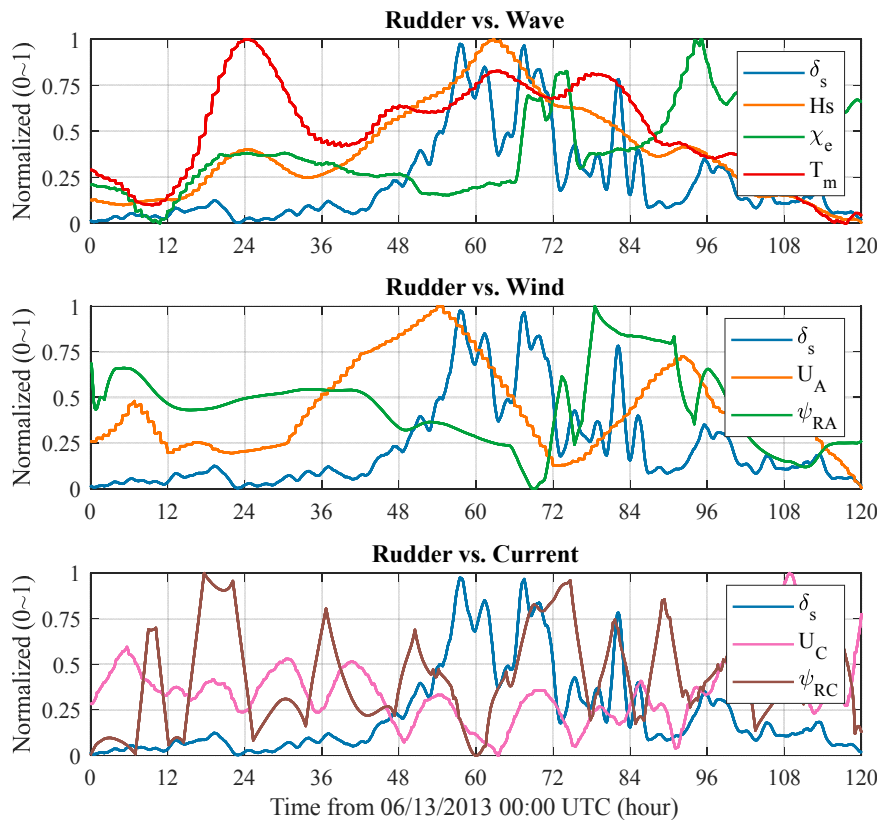 Rudder vs. Wave
Normalized (0~1)
1
0.75
0.5
0.25
0
δs
Hs
χe
Tm
0 12 24 36 48 60 72 84 96 108 120
Rudder vs. Wind
Normalized (0~1)
1
0.75
0.5
0.25
0
δs
UA
ψRA
0 12 24 36 48 60 72 84 96 108 120
Rudder vs. Current
Normalized (0~1)
1
0.75
0.5
0.25
0
δs
UC
ψRC
0 12 24 36 48 60 72 84 96 108 120
Time from 06/13/2013 00:00 UTC (hour)